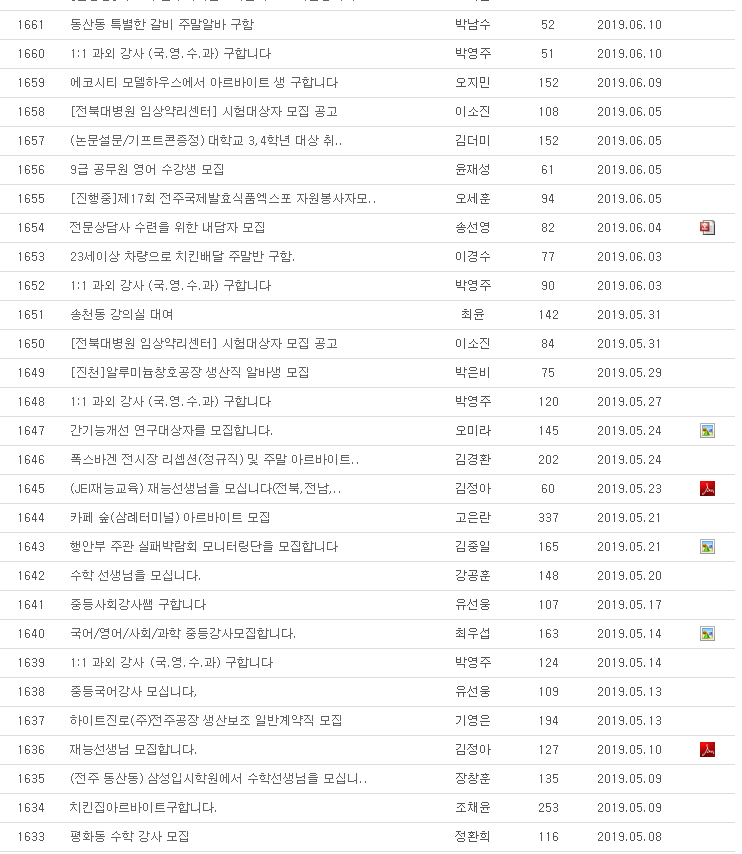 1661 동산동 특별한 갈비 주말알바 구함 박남수 52 2019.06.10
1660 1:1 과외 강사 (국.영.수.과) 구합니다 박영주 51 2019.06.10
1659 에코시티 모델하우스에서 아르바이트 생 구합니다 오지민 152 2019.06.09
1658 [전북대병원 임상약리센터] 시험대상자 모집 공고 이소진 108 2019.06.05
1657 (논문설문/기프트콘증정) 대학교 3,4학년 대상 취.. 김더미 152 2019.06.05
1656 9급 공무원 영어 수강생 모집 윤재성 61 2019.06.05
1655 [진행중]제17회 전주국제발효식품엑스포 자원봉사자모.. 오세훈 94 2019.06.05
1654 전문상담사 수련을 위한 내담자 모집 송선영 82 2019.06.04
1653 23세이상 차량으로 치킨배달 주말반 구함. 이경수 77 2019.06.03
1652 1:1 과외 강사 (국.영.수.과) 구합니다 박영주 90 2019.06.03
1651 송천동 강의실 대여 최윤 142 2019.05.31
1650 [전북대병원 임상약리센터] 시험대상자 모집 공고 이소진 84 2019.05.31
1649 [진천]알루미늄창호공장 생산직 알바생 모집 박은비 75 2019.05.29
1648 1:1 과외 강사 (국.영.수.과) 구합니다 박영주 120 2019.05.27
1647 간기능개선 연구대상자를 모집합니다. 오미라 145 2019.05.24
1646 폭스바겐 전시장 리셉션(정규직) 및 주말 아르바이트.. 김경환 202 2019.05.24
1645 (JEI재능교육) 재능선생님을 모십니다(전북,전남,.. 김정아 60 2019.05.23
1644 카페 숲(삼례터미널) 아르바이트 모집 고은란 337 2019.05.21
1643 행안부 주관 실패박람회 모니터링단을 모집합니다 김중일 165 2019.05.21
1642 수학 선생님을 모십니다. 강공훈 148 2019.05.20
1641 중등사회강사쌤 구합니다 유선웅 107 2019.05.17
1640 국어/영어/사회/과학 중등강사모집합니다. 최우섭 163 2019.05.14
1639 1:1 과외 강사 (국.영.수.과) 구합니다 박영주 124 2019.05.14
1638 중등국어강사 모십니다, 유선웅 109 2019.05.13
1637 하이트진로(주)전주공장 생산보조 일반계약직 모집 기영은 194 2019.05.13
1636 재능선생님 모집합니다. 김정아 127 2019.05.10
1635 (전주 동산동) 삼성입시학원에서 수학선생님을 모십니.. 장창훈 135 2019.05.09
1634 치킨집아르바이트구합니다. 조채윤 253 2019.05.09
1633 평화동 수학 강사 모집 정환희 116 2019.05.08